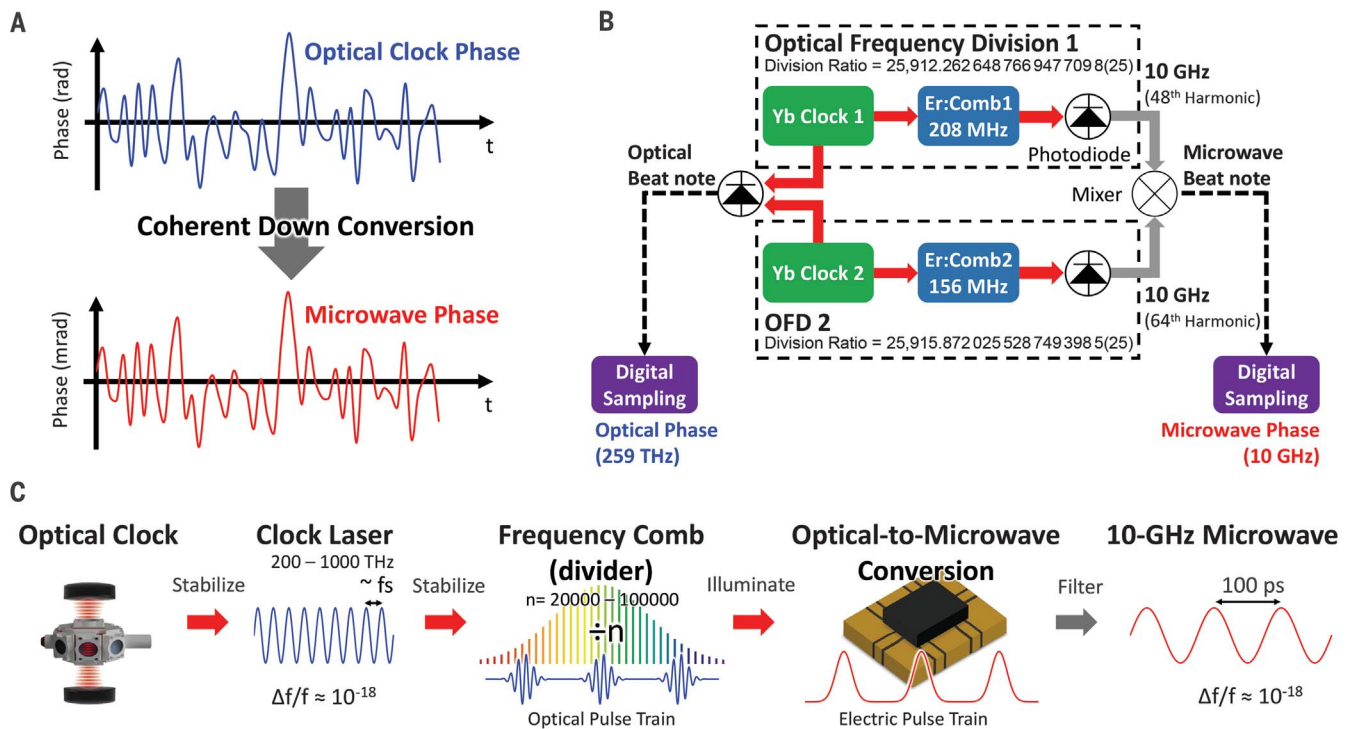 A
Optical Clock Phase
Phase (rad)
t
Coherent Down Conversion
Microwave Phase
Phase (mrad)
t
B
Optical Frequency Division 1
Division Ratio = 25,912.262 648 766 947 709 8(25)
Yb Clock 1
Er:Comb1
208 MHz
Photodiode
10 GHz
(48th Harmonic)
Optical
Beat note
Mixer
Microwave
Beat note
Yb Clock 2
Er:Comb2
156 MHz
10 GHz
(64th Harmonic)
OFD 2
Division Ratio = 25,915.872 025 528 749 398 5(25)
Digital
Sampling
Optical Phase
(259 THz)
Digital
Sampling
Microwave Phase
(10 GHz)
C
Optical Clock
Stabilize
Clock Laser
200 – 1000 THz
~ fs
Δf/f ≈ 10-18
Stabilize
Frequency Comb
(divider)
n= 20000 – 100000
÷n
Optical Pulse Train
Illuminate
Optical-to-Microwave
Conversion
Electric Pulse Train
Filter
10-GHz Microwave
100 ps
Δf/f ≈ 10-18